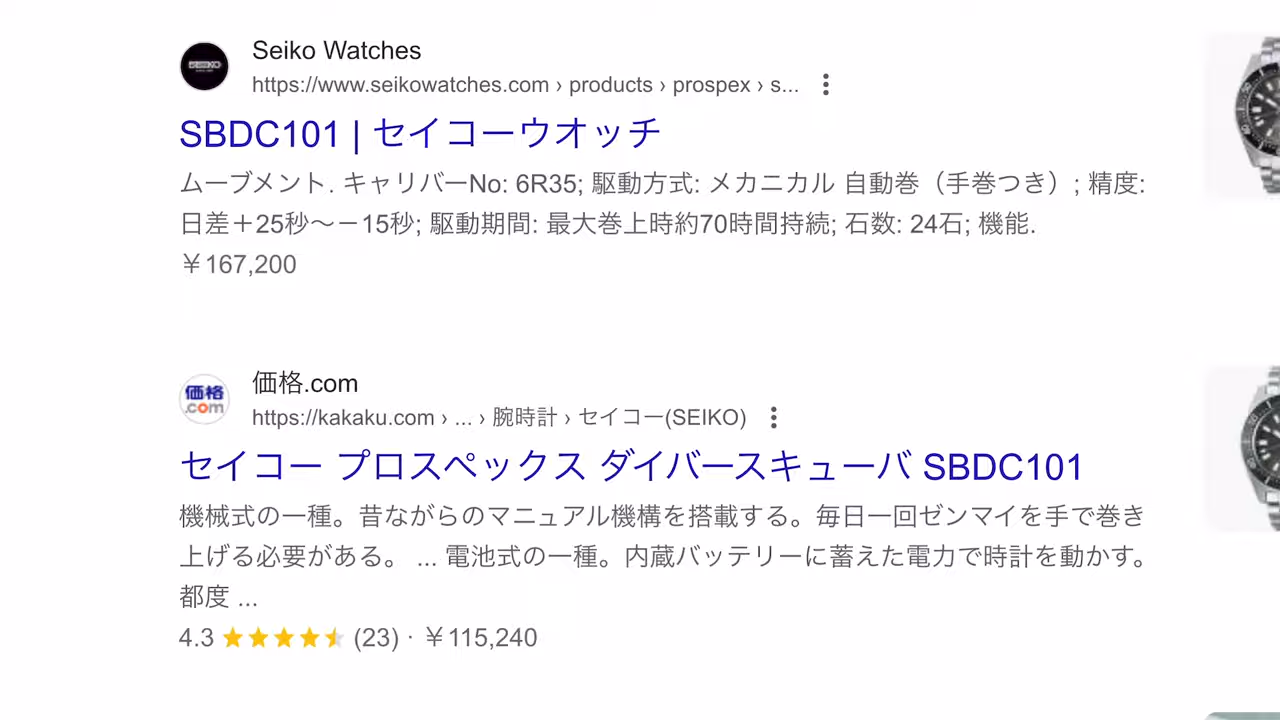 Seiko Watches
https://www.seikowatches.com › products › prospex › s...
SBDC101 | セイコーウオッチ
ムーブメント. キャリバーNo: 6R35; 駆動方式: メカニカル 自動巻（手巻つき）; 精度:
日差＋25秒～－15秒; 駆動期間: 最大巻上時約70時間持続; 石数: 24石; 機能.
￥167,200
価格.com
https://kakaku.com › ... › 腕時計 › セイコー(SEIKO)
セイコー プロスペックス ダイバースキューバ SBDC101
機械式の一種。昔ながらのマニュアル機構を搭載する。毎日一回ゼンマイを手で巻き
上げる必要がある。 ... 電池式の一種。内蔵バッテリーに蓄えた電力で時計を動かす。
都度 ...
4.3 (23) · ￥115,240